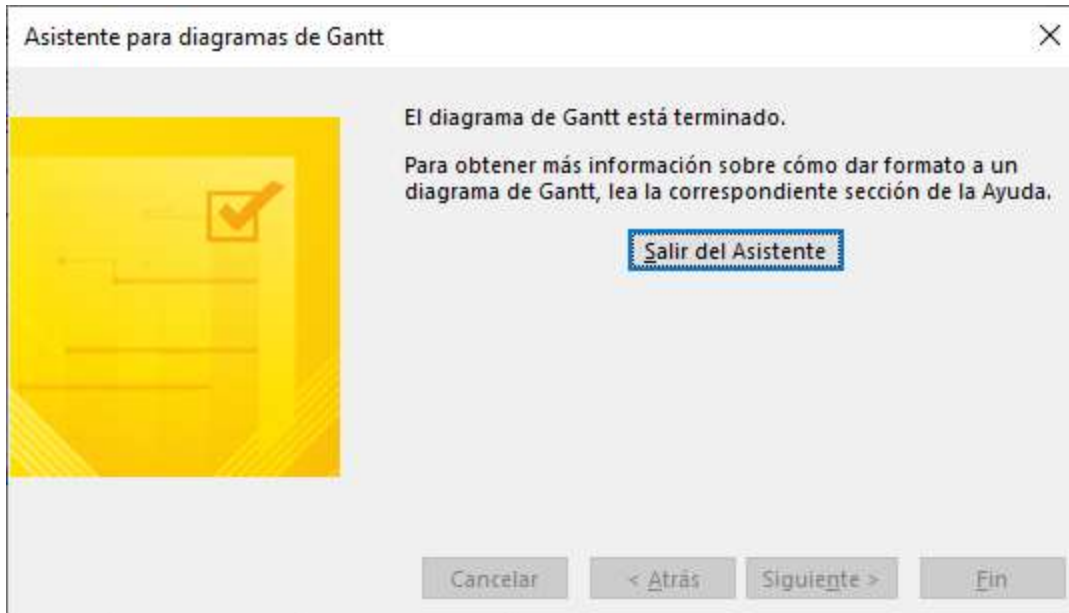 Asistente para diagramas de Gantt
El diagrama de Gantt está terminado.
Para obtener más información sobre cómo dar formato a un
diagrama de Gantt, lea la correspondiente sección de la Ayuda.
Salir del Asistente
Cancelar
< Atrás
Siguiente >
Fin